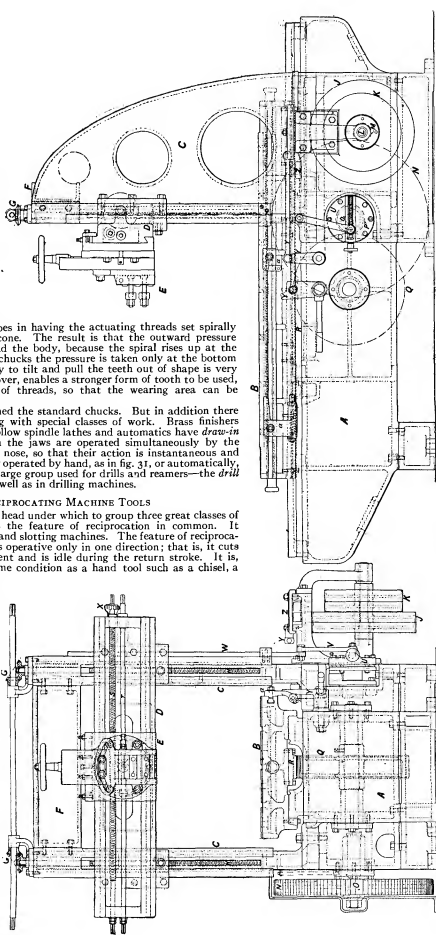 pes in having the actuating threads set spirally
cone. The result is that the outward pressure
d the body, because the spiral rises up at the
chucks the pressure is taken only at the bottom
y to tilt and pull the teeth out of shape is very
over, enables a stronger form of tooth to be used,
of threads, so that the wearing area can be
ned the standard chucks. But in addition there
g with special classes of work. Brass finishers
llow spindle lathes and automatics have draw-in
n the jaws are operated simultaneously by the
nose, so that their action is instantaneous and
operated by hand, as in fig. 31, or automatically,
arge group used for drills and reamers—the drill
well as in drilling machines.
CIPROCATING MACHINE TOOLS
head under which to group three great classes of
s the feature of reciprocation in common. It
and slotting machines. The feature of reciproca-
s operative only in one direction; that is, it cuts
ent and is idle during the return stroke. It is,
me condition as a hand tool such as a chisel, a
G
F
C
D
E
B
J
K
N
Q
A
G
G
F
X
D
E
W
C
C
B
Y
Z
V
K
J
R
Q
A